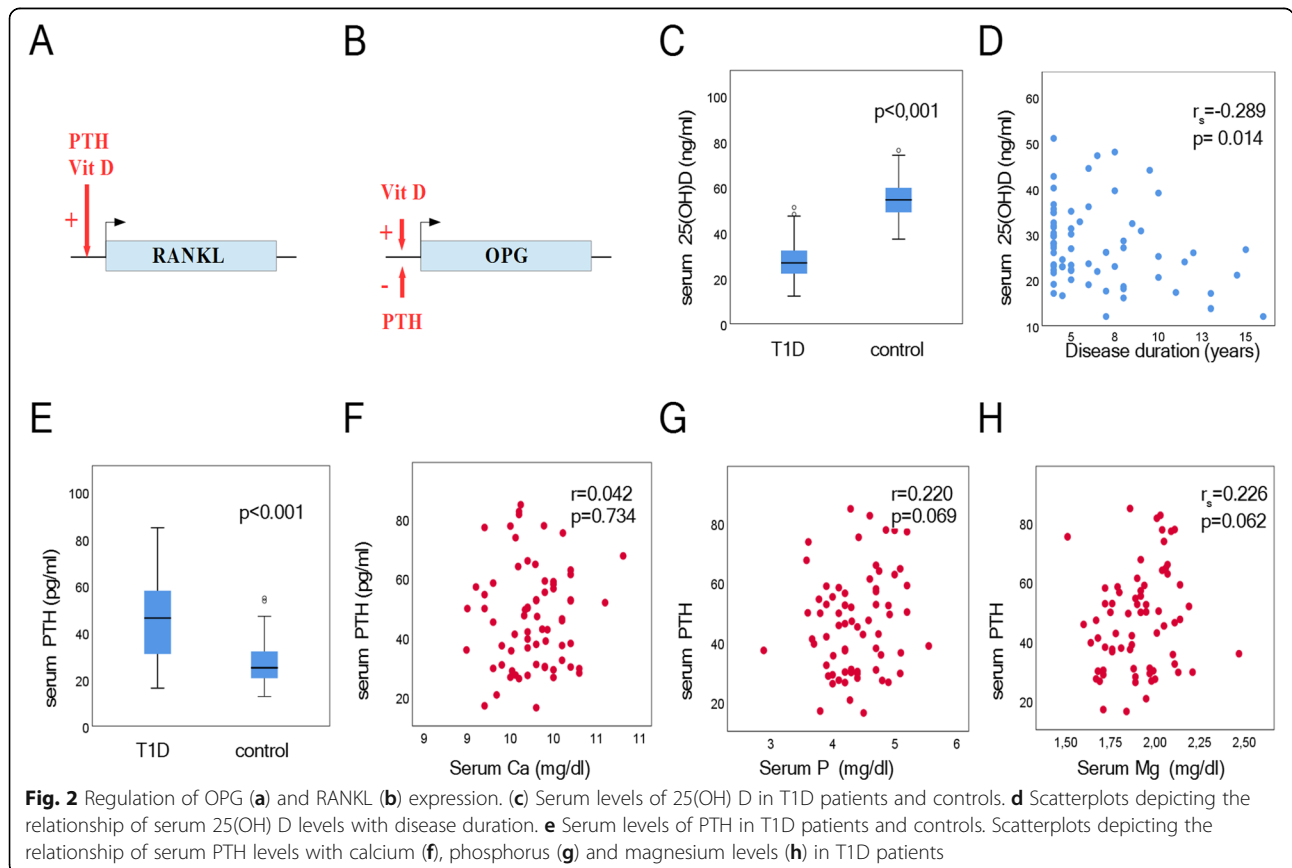 A
PTH
Vit D
+
RANKL
B
Vit D
+
OPG
-
PTH
C
serum 25(OH)D (ng/ml)
100
80
60
40
20
0
p<0,001
T1D control
D
serum 25(OH)D (ng/ml)
60
50
40
30
20
10
rs=-0.289
p= 0.014
5 8 10 13 15
Disease duration (years)
E
serum PTH (pg/ml)
100
80
60
40
20
0
p<0.001
T1D control
F
serum PTH (pg/ml)
80
60
40
20
r=0.042
p=0.734
9 9 10 10 11 11
Serum Ca (mg/dl)
G
serum PTH
80
60
40
20
r=0.220
p=0.069
3 4 5 6
Serum P (mg/dl)
H
serum PTH
80
60
40
20
rs=0.226
p=0.062
1,50 1,75 2,00 2,25 2,50
Serum Mg (mg/dl)
Fig. 2 Regulation of OPG (a) and RANKL (b) expression. (c) Serum levels of 25(OH) D in T1D patients and controls. d Scatterplots depicting the
relationship of serum 25(OH) D levels with disease duration. e Serum levels of PTH in T1D patients and controls. Scatterplots depicting the
relationship of serum PTH levels with calcium (f), phosphorus (g) and magnesium levels (h) in T1D patients